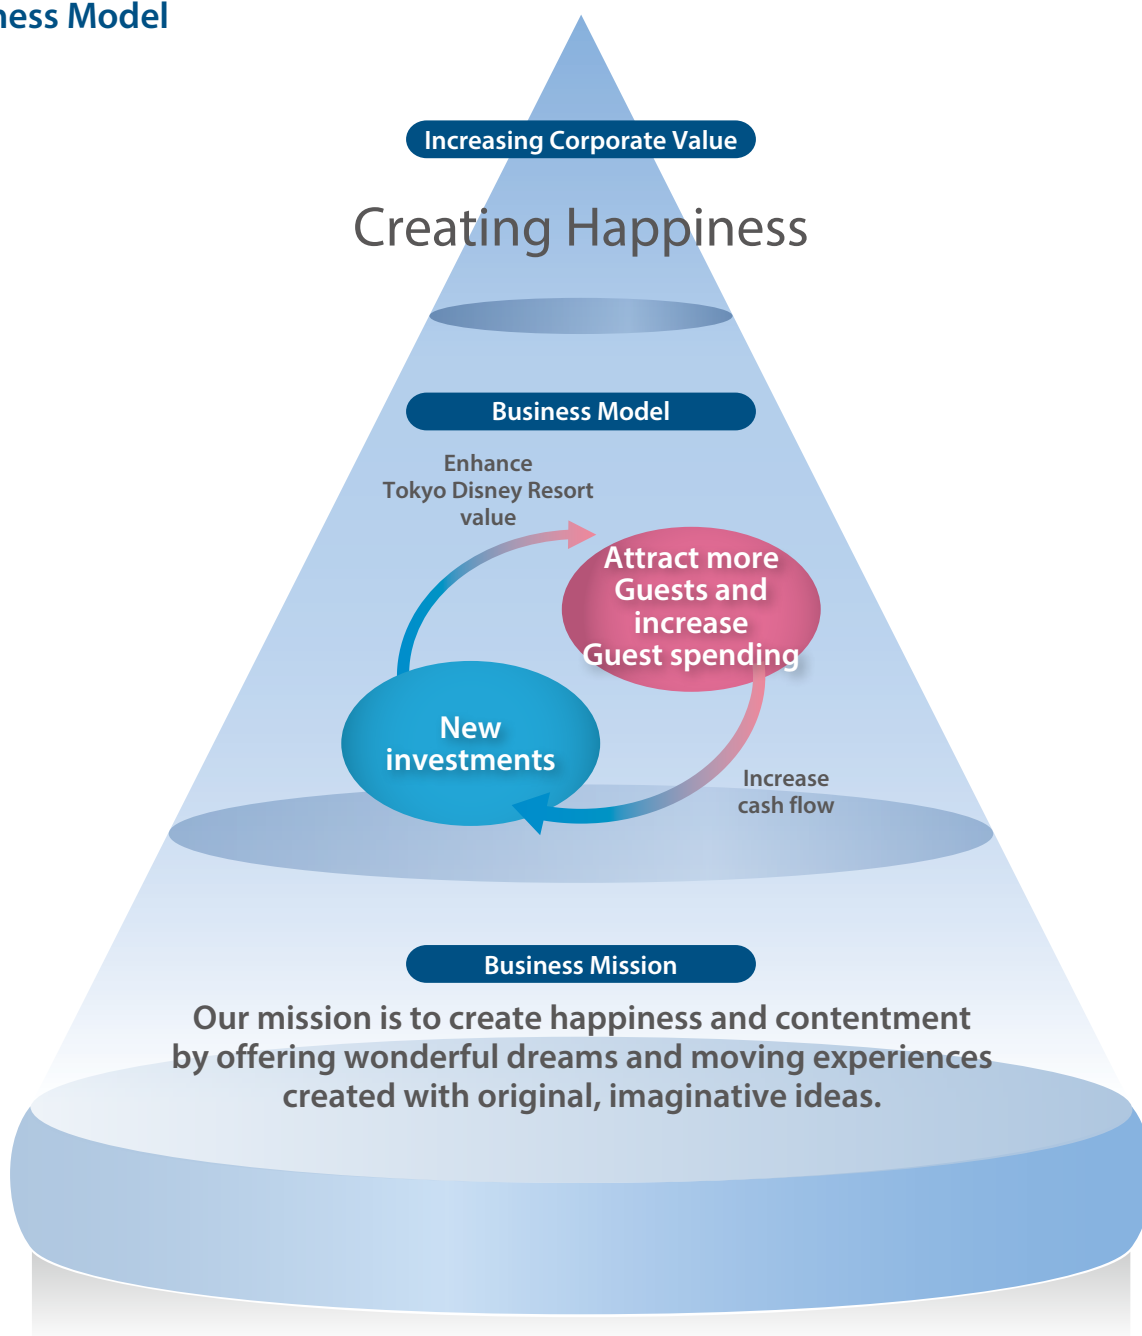 ness Model
Increasing Corporate Value
Creating Happiness
Business Model
Enhance
Tokyo Disney Resort
value
Attract more
Guests and
increase
Guest spending
New
investments
Increase
cash flow
Business Mission
Our mission is to create happiness and contentment
by offering wonderful dreams and moving experiences
created with original, imaginative ideas.